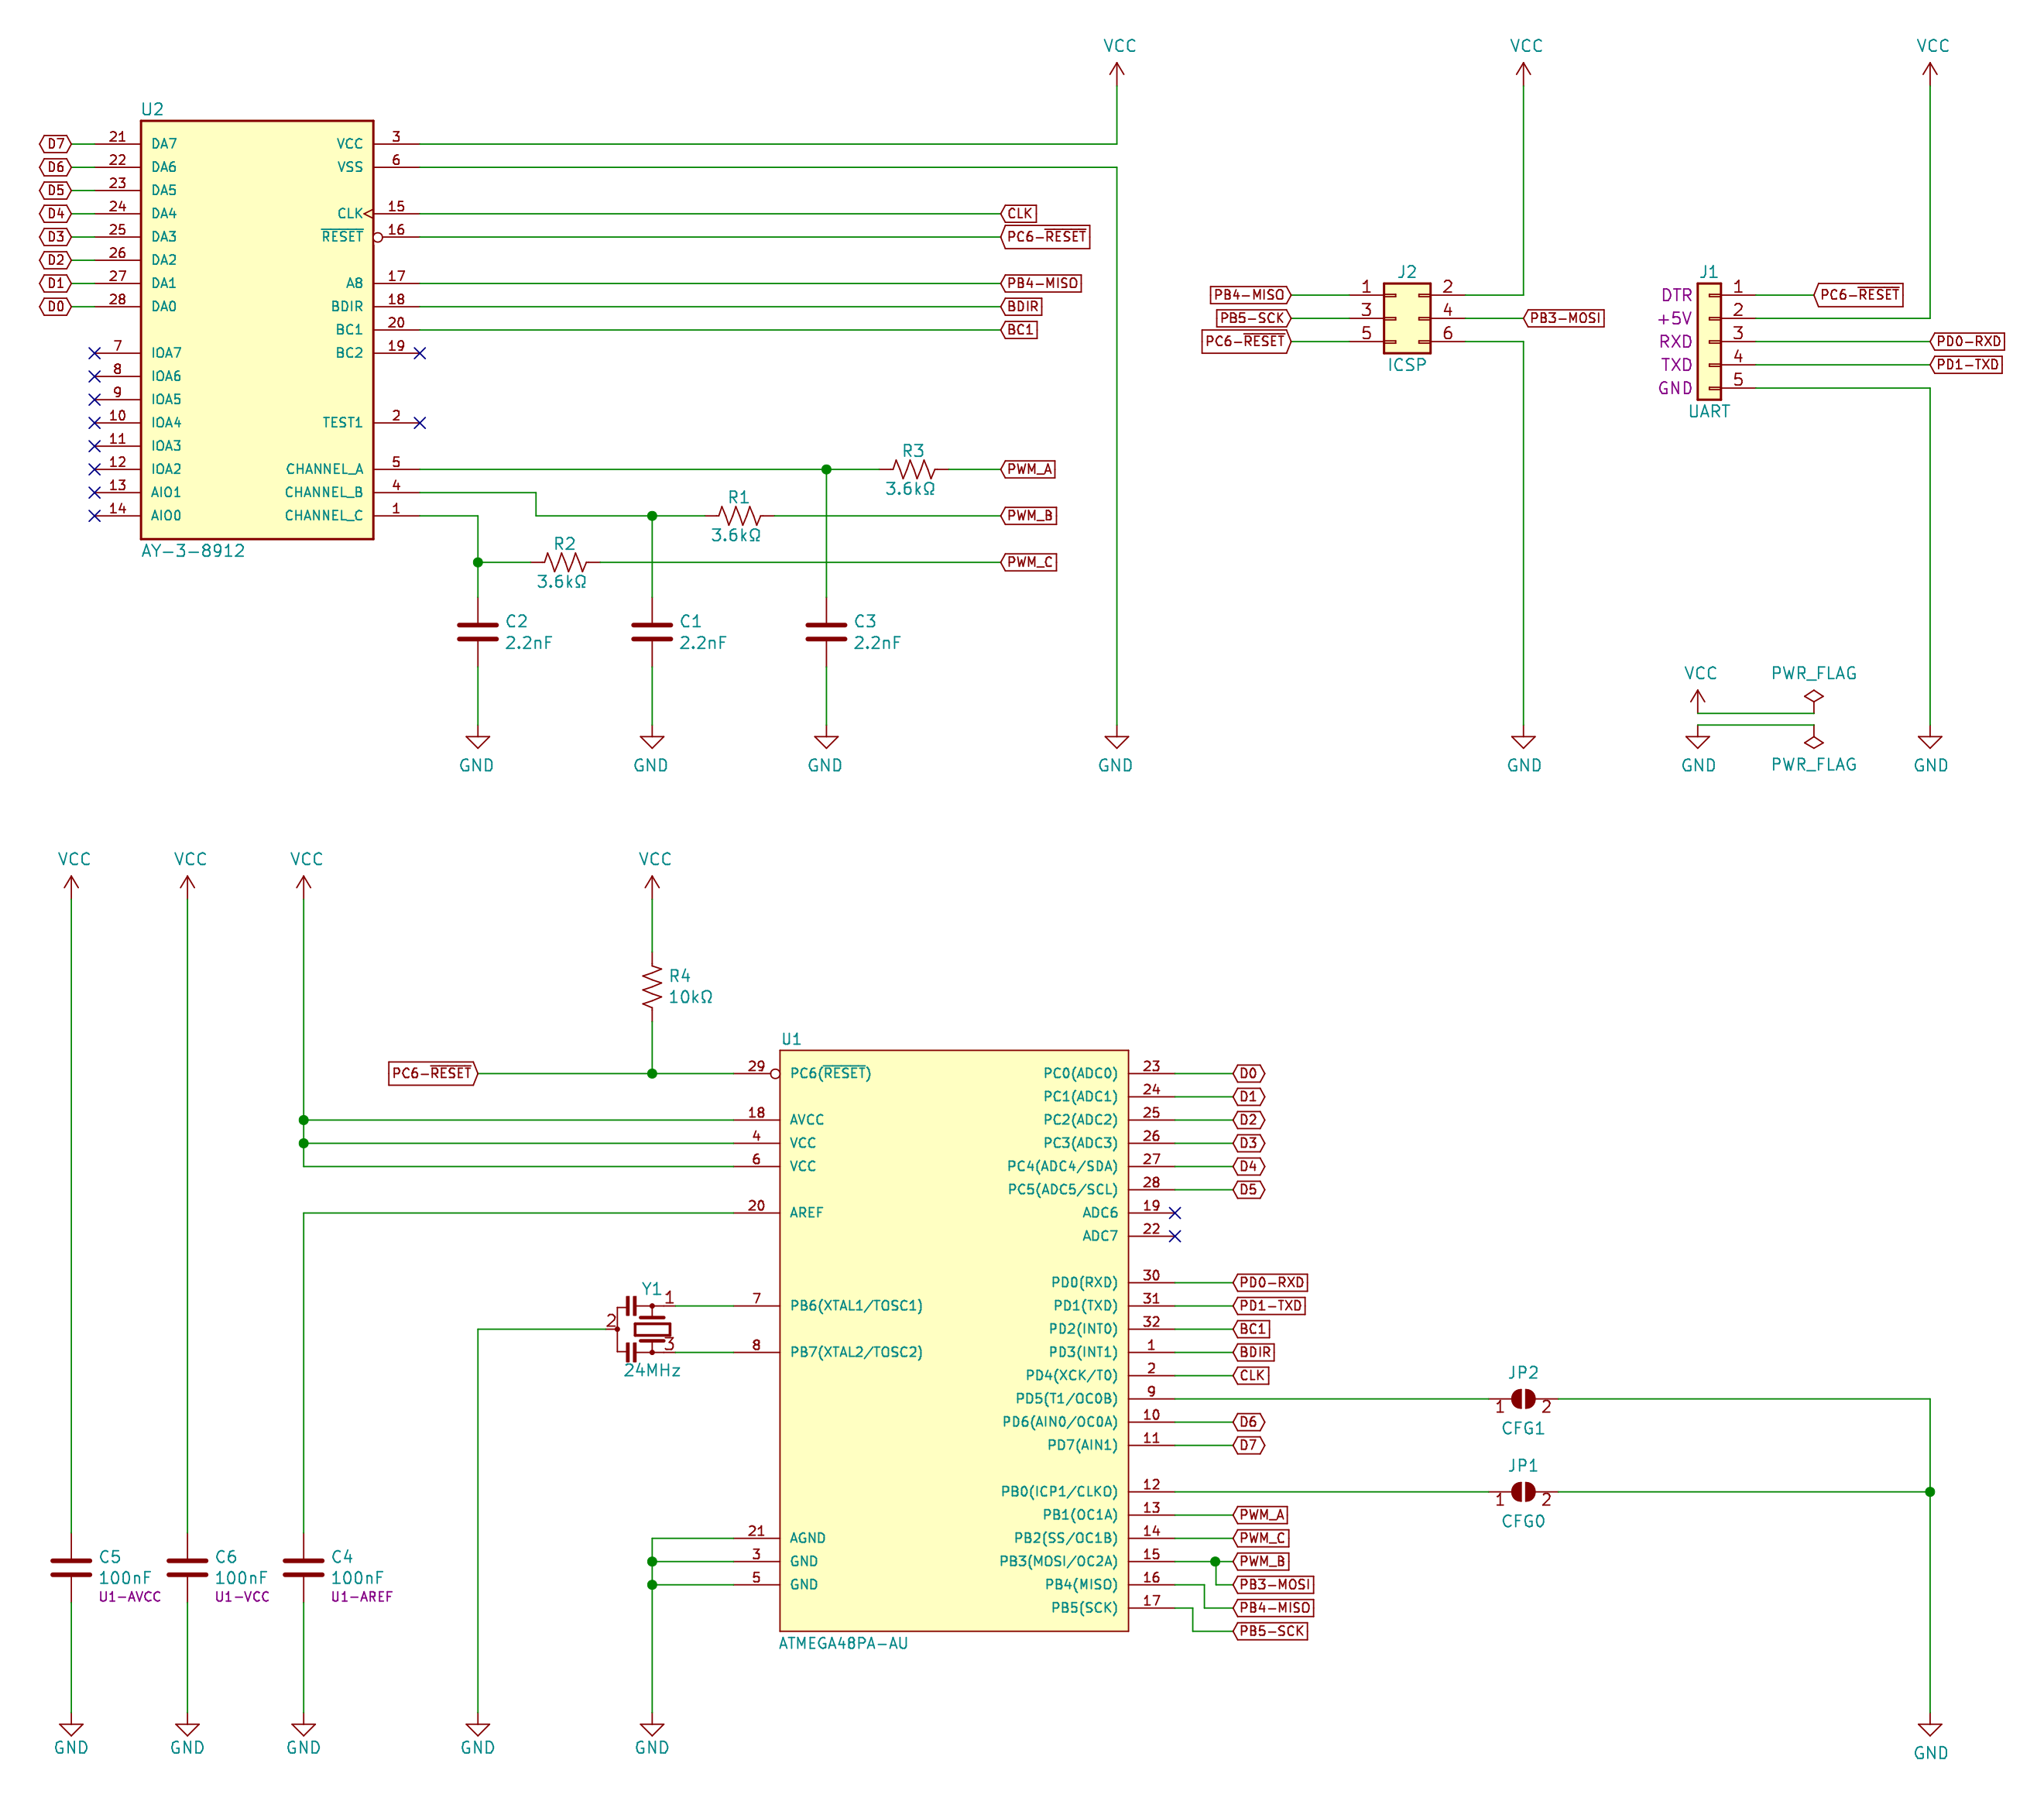 VCC
VCC
VCC
U2
D7 21 DA7 VCC 3
D6 22 DA6 VSS 6
D5 23 DA5
D4 24 DA4 CLK 15 CLK
D3 25 DA3 RESET 16 PC6-RESET
D2 26 DA2
D1 27 DA1 A8 17 PB4-MISO
D0 28 DA0 BDIR 18 BDIR
BC1 20 BC1
7 IOA7 BC2 19
8 IOA6
9 IOA5
10 IOA4 TEST1 2
11 IOA3
12 IOA2 CHANNEL_A 5 R3 PWM_A
3.6kΩ
13 AIO1 CHANNEL_B 4 R1
14 AIO0 CHANNEL_C 1 PWM_B
3.6kΩ
AY-3-8912
R2 PWM_C
3.6kΩ
C2
2.2nF
C1
2.2nF
C3
2.2nF
GND
GND
GND
GND
J2
PB4-MISO 1 2
PB5-SCK 3 4 PB3-MOSI
PC6-RESET 5 6
ICSP
GND
J1
DTR 1 PC6-RESET
+5V 2
RXD 3 PD0-RXD
TXD 4 PD1-TXD
GND 5
UART
VCC PWR_FLAG
GND PWR_FLAG
GND
VCC
VCC
VCC
VCC
R4
10kΩ
U1
PC6-RESET 29 PC6(RESET) PC0(ADC0) 23 D0
PC1(ADC1) 24 D1
18 AVCC PC2(ADC2) 25 D2
4 VCC PC3(ADC3) 26 D3
6 VCC PC4(ADC4/SDA) 27 D4
PC5(ADC5/SCL) 28 D5
20 AREF ADC6 19
ADC7 22
PD0(RXD) 30 PD0-RXD
Y1
1 7 PB6(XTAL1/TOSC1) PD1(TXD) 31 PD1-TXD
2 PD2(INT0) 32 BC1
3 8 PB7(XTAL2/TOSC2) PD3(INT1) 1 BDIR
24MHz
PD4(XCK/T0) 2 CLK
JP2
PD5(T1/OC0B) 9 1 2
CFG1
PD6(AIN0/OC0A) 10 D6
PD7(AIN1) 11 D7
JP1
PB0(ICP1/CLKO) 12 1 2
CFG0
PB1(OC1A) 13 PWM_A
21 AGND PB2(SS/OC1B) 14 PWM_C
3 GND PB3(MOSI/OC2A) 15 PWM_B
5 GND PB4(MISO) 16 PB3-MOSI
PB5(SCK) 17 PB4-MISO
PB5-SCK
ATMEGA48PA-AU
C5
100nF
U1-AVCC
C6
100nF
U1-VCC
C4
100nF
U1-AREF
GND
GND
GND
GND
GND
GND